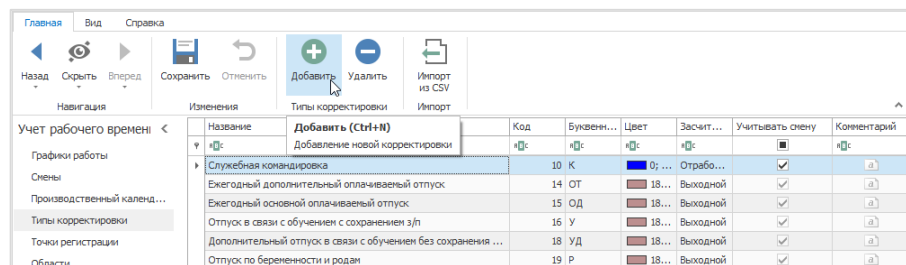 Главная Вид Справка
Назад Скрыть Вперед Сохранить Отменить Добавить Удалить Импорт из CSV
Навигация Изменения Типы корректировки Импорт
Учет рабочего времени
Графики работы
Смены
Производственный календ...
Типы корректировки
Точки регистрации
Области
Название Код Буквенн... Цвет Засчит... Учитывать смену Комментарий
Добавить (Ctrl+N)
Добавление новой корректировки
Служебная командировка 10 К 0; ... Отрабо...
Ежегодный дополнительный оплачиваемый отпуск 14 ОТ 18... Выходной
Ежегодный основной оплачиваемый отпуск 15 ОД 18... Выходной
Отпуск в связи с обучением с сохранением з/п 16 У 18... Выходной
Дополнительный отпуск в связи с обучением без сохранения ... 18 УД 18... Выходной
Отпуск по беременности и родам 19 Р 18... Выходной